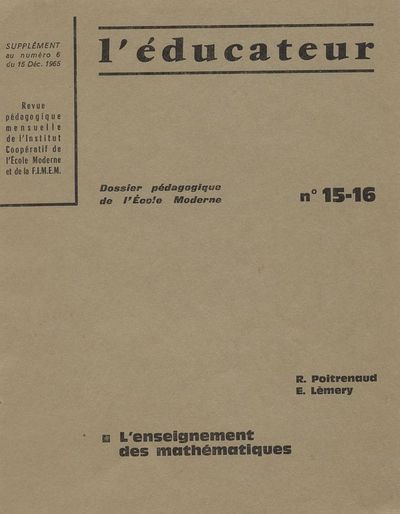 SUPPLÉMENT
au numéro 6
du 15 Déc. 1965
l'éducateur
Revue
pédagogique
mensuelle
de l'Institut
Coopératif de
l'École Moderne
et de la F.I.M.E.M.
Dossier pédagogique
de l'École Moderne
n° 15-16
R. Poitrenaud
E. Lèmery
L'enseignement
des mathématiques